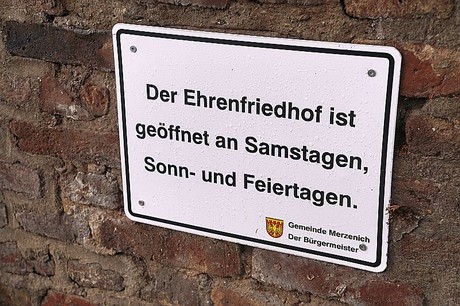 Der Ehrenfriedhof ist
geöffnet an Samstagen,
Sonn- und Feiertagen.
Gemeinde Merzenich
Der Bürgermeister